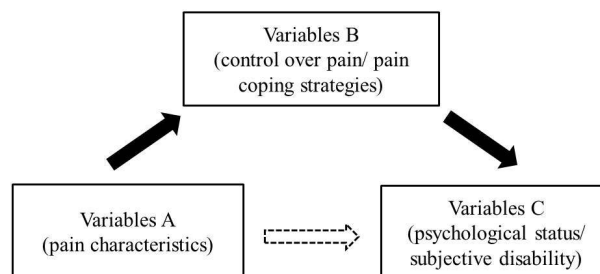 Variables B
(control over pain/ pain
coping strategies)
Variables A
(pain characteristics)
Variables C
(psychological status/
subjective disability)